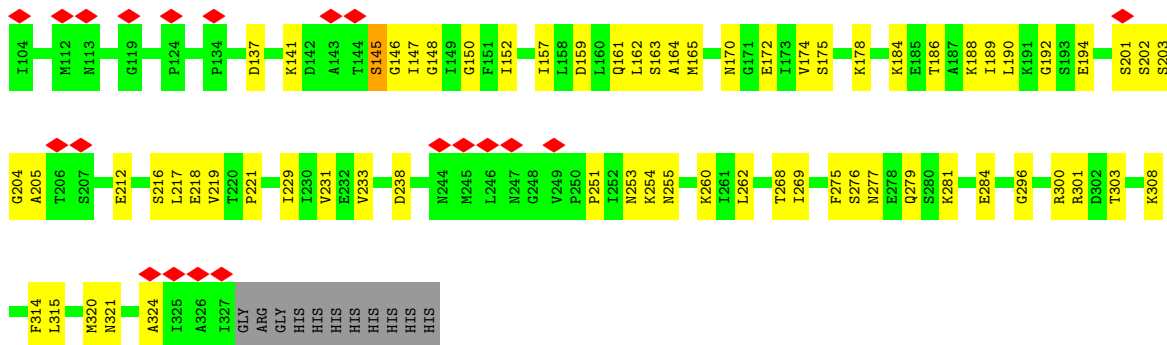 I104 M112 N113 G119 P124 P134 D137 K141 D142 A143 T144 S145 G146 I147 G148 I149 G150 F151 I152 I157 L158 D159 L160 Q161 L162 S163 A164 M165 N170 G171 E172 I173 V174 S175 K178 K184 E185 T186 A187 K188 I189 L190 K191 G192 S193 E194 S201 S202 S203
G204 A205 T206 S207 E212 S216 L217 E218 V219 T220 P221 I229 I230 V231 E232 V233 D238 N244 M245 L246 N247 G248 V249 P250 P251 I252 N253 K254 N255 K260 I261 L262 T268 I269 F275 S276 N277 E278 Q279 S280 K281 E284 G296 R300 R301 D302 T303 K308
F314 L315 M320 N321 A324 I325 A326 I327 GLY ARG GLY HIS HIS HIS HIS HIS HIS HIS HIS